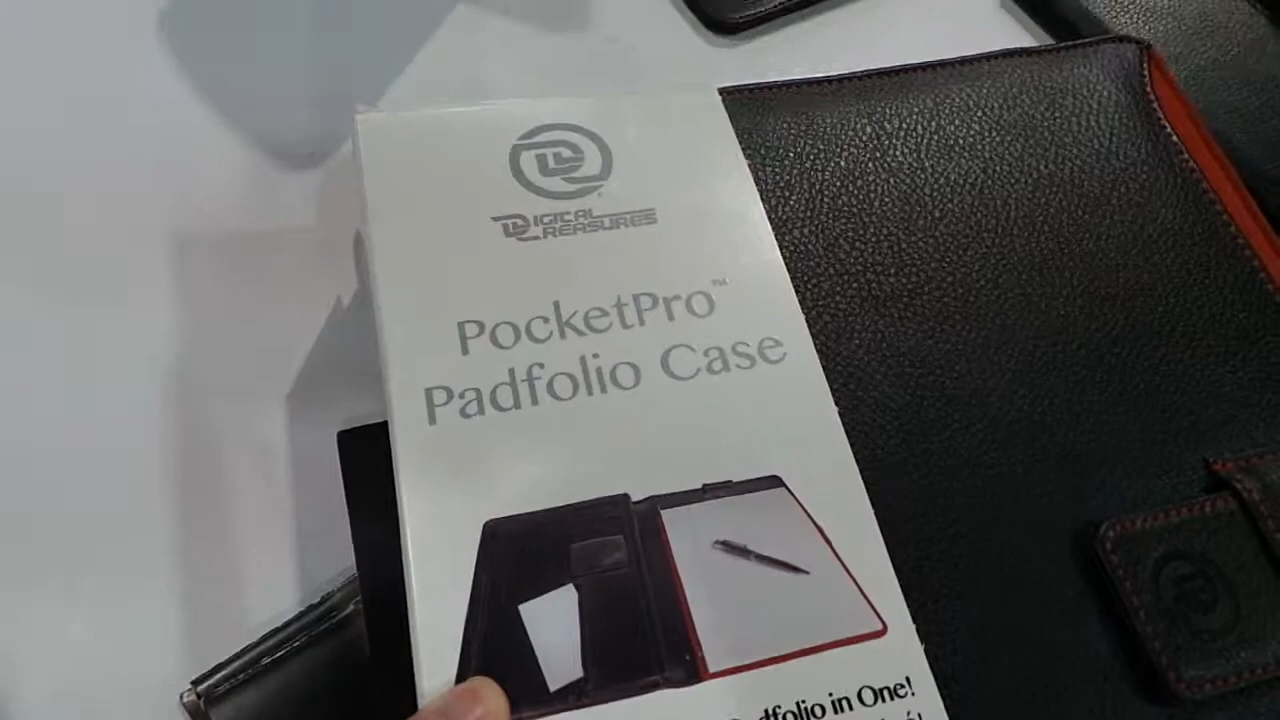 DIGITAL
TREASURES
PocketPro™
Padfolio Case
Padfolio in One!